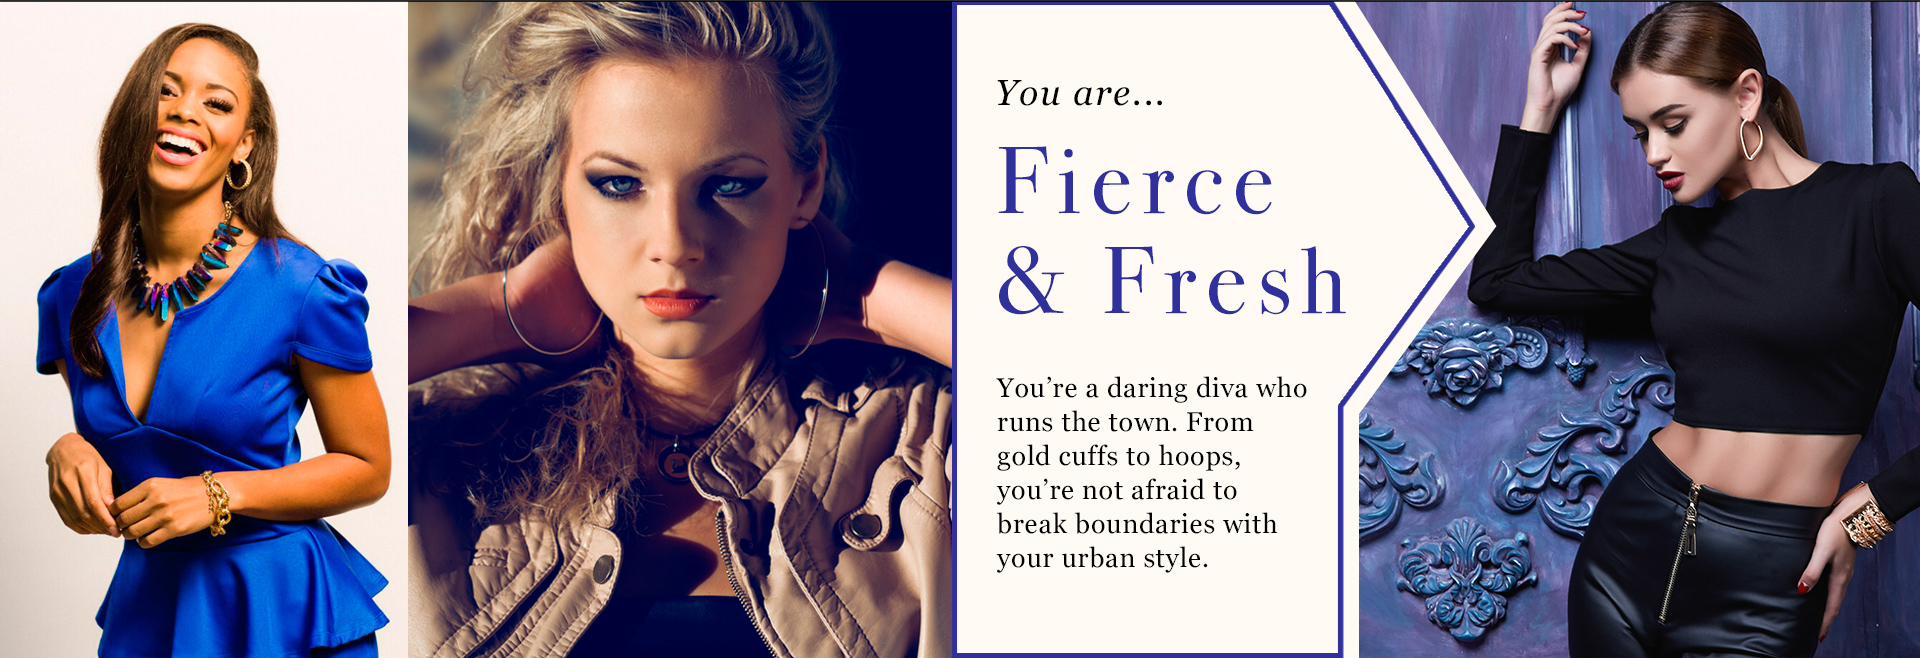 You are...
Fierce
& Fresh
You’re a daring diva who
runs the town. From
gold cuffs to hoops,
you’re not afraid to
break boundaries with
your urban style.